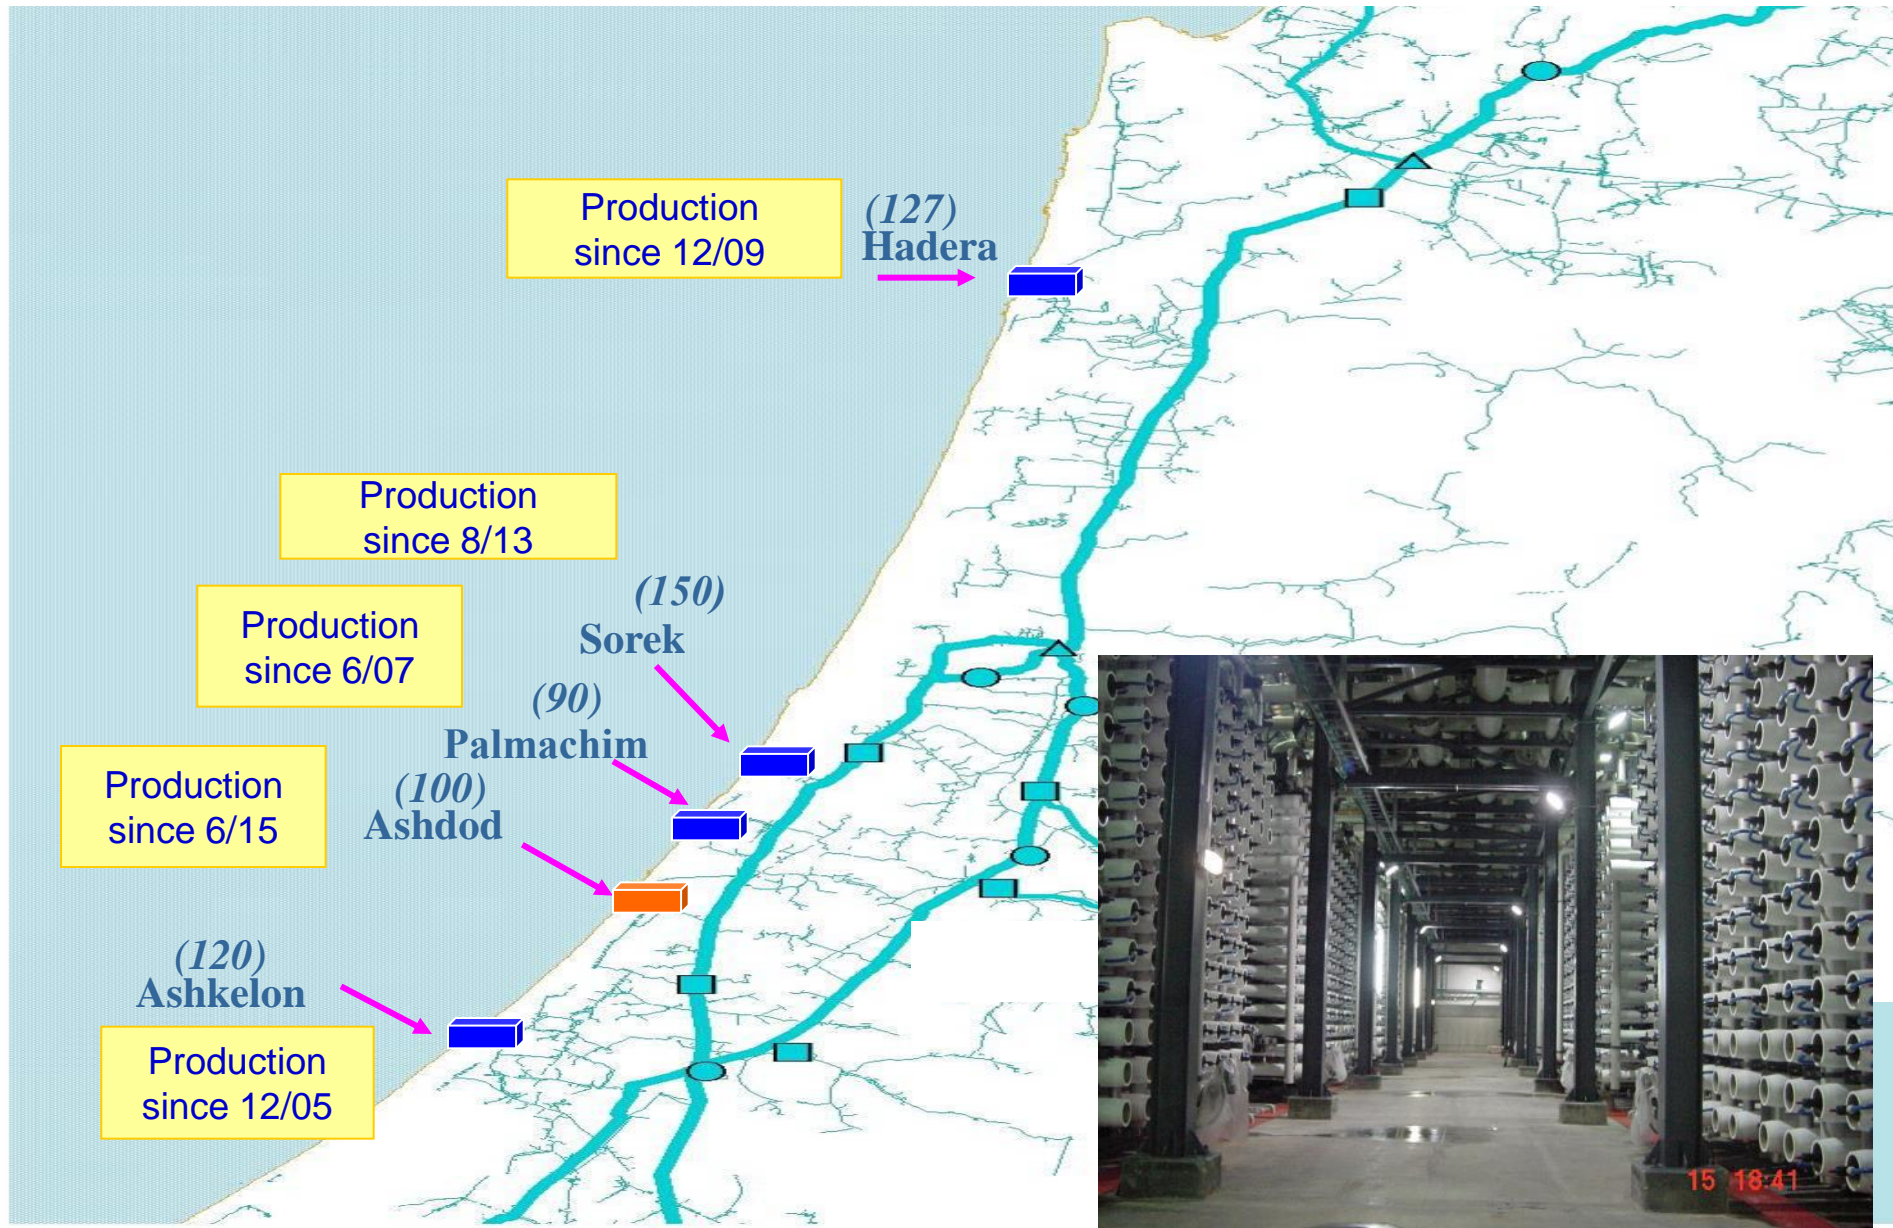 Production
since 12/09
(127)
Hadera
Production
since 8/13
(150)
Sorek
Production
since 6/07
(90)
Palmachim
Production
since 6/15
(100)
Ashdod
(120)
Ashkelon
Production
since 12/05
15 18:41